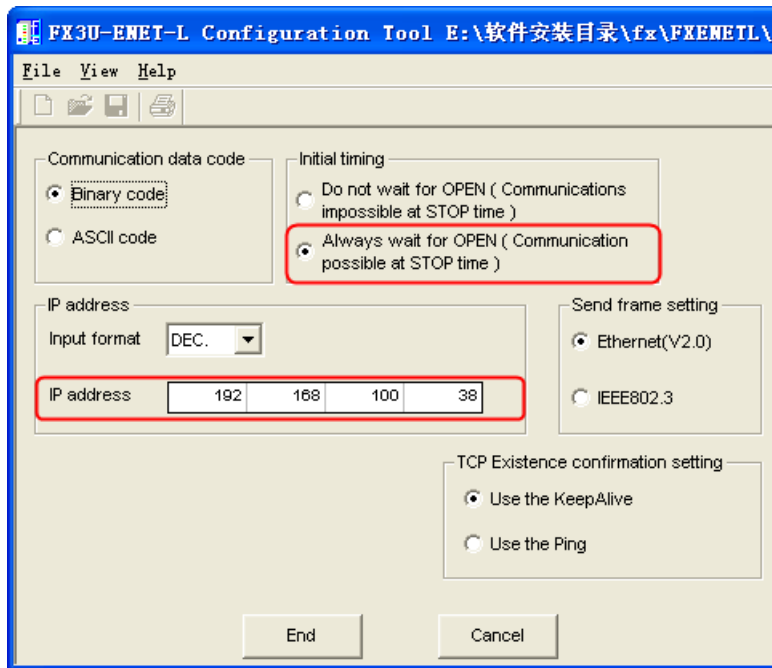 FX3U-ENET-L Configuration Tool E:\软件安装目录\fx\FXENETL\
File View Help
Communication data code
Binary code
ASCII code
Initial timing
Do not wait for OPEN ( Communications
impossible at STOP time )
Always wait for OPEN ( Communication
possible at STOP time )
IP address
Input format DEC.
IP address 192 168 100 38
Send frame setting
Ethernet(V2.0)
IEEE802.3
TCP Existence confirmation setting
Use the KeepAlive
Use the Ping
End Cancel